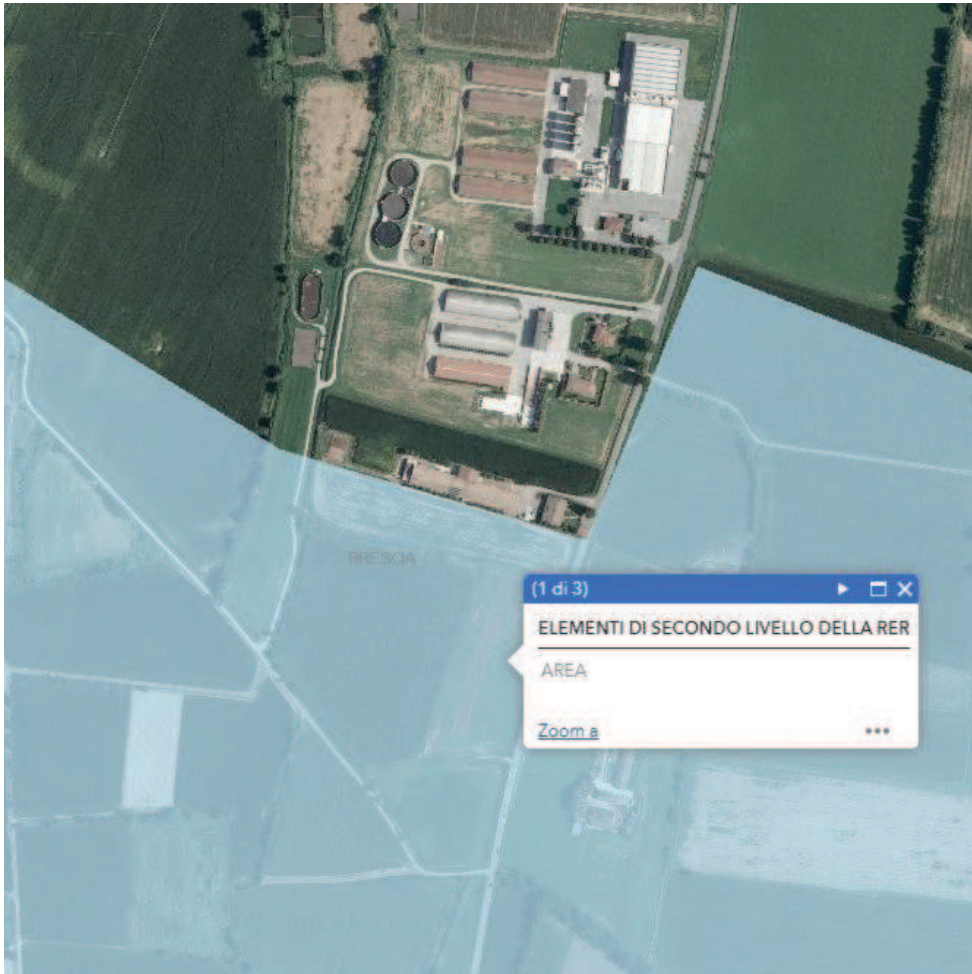 BRESCIA
(1 di 3)
ELEMENTI DI SECONDO LIVELLO DELLA RER
AREA
Zoom a